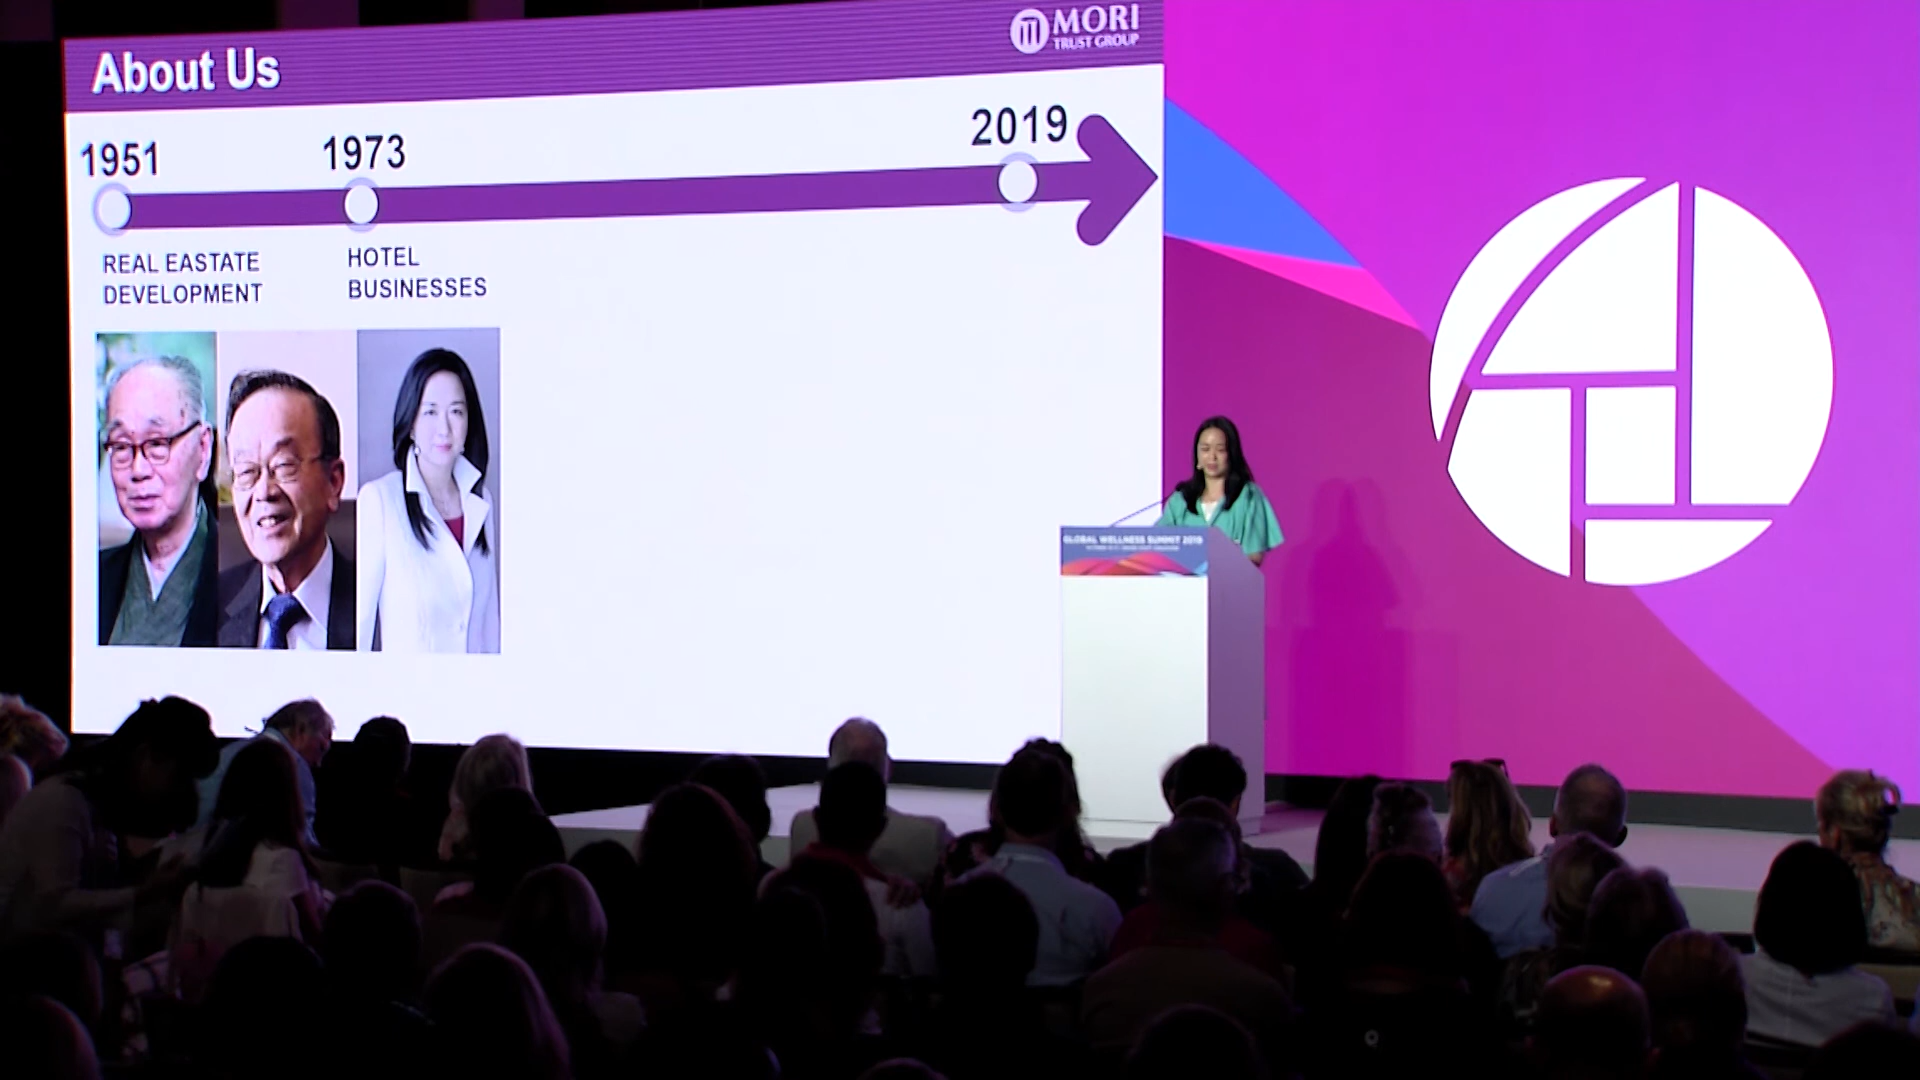 About Us
MORI
TRUST GROUP
1951
1973
2019
REAL EASTATE
DEVELOPMENT
HOTEL
BUSINESSES
GLOBAL WELLNESS SUMMIT 2019